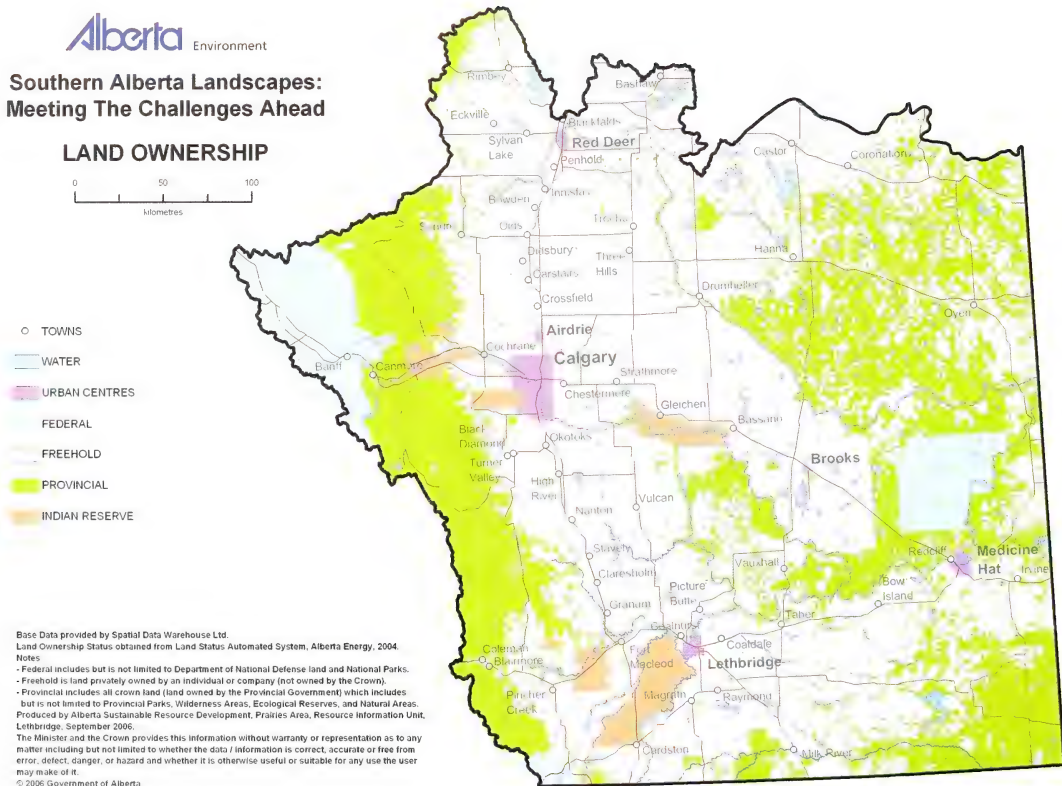 Alberta Environment
Southern Alberta Landscapes:
Meeting The Challenges Ahead
LAND OWNERSHIP
0 50 100
kilometres
TOWNS
WATER
URBAN CENTRES
FEDERAL
FREEHOLD
PROVINCIAL
INDIAN RESERVE
Rimbey
Bashaw
Eckville
Blackfalds
Sylvan
Lake
Red Deer
Penhold
Castor
Coronation
Innisfail
Bowden
Trochu
Sundre
Olds
Didsbury
Three
Hills
Hanna
Carstairs
Drumheller
Crossfield
Oyen
Airdrie
Cochrane
Calgary
Banff
Canmore
Strathmore
Chestermere
Gleichen
Bassano
Black
Diamond
Okotoks
Turner
Valley
Brooks
High
River
Vulcan
Nanton
Stavely
Redcliff
Medicine
Hat
Vauxhall
Irvine
Claresholm
Picture
Butte
Bow
Island
Granum
Taber
Coalhurst
Coaldale
Fort
Macleod
Lethbridge
Coleman
Blairmore
Pincher
Creek
Magrath
Raymond
Cardston
Milk River
Base Data provided by Spatial Data Warehouse Ltd.
Land Ownership Status obtained from Land Status Automated System, Alberta Energy, 2004.
Notes
- Federal includes but is not limited to Department of National Defense land and National Parks.
- Freehold is land privately owned by an individual or company (not owned by the Crown).
- Provincial includes all crown land (land owned by the Provincial Government) which includes
but is not limited to Provincial Parks, Wilderness Areas, Ecological Reserves, and Natural Areas.
Produced by Alberta Sustainable Resource Development, Prairies Area, Resource Information Unit,
Lethbridge, September 2006.
The Minister and the Crown provides this information without warranty or representation as to any
matter including but not limited to whether the data / information is correct, accurate or free from
error, defect, danger, or hazard and whether it is otherwise useful or suitable for any use the user
may make of it.
© 2006 Government of Alberta